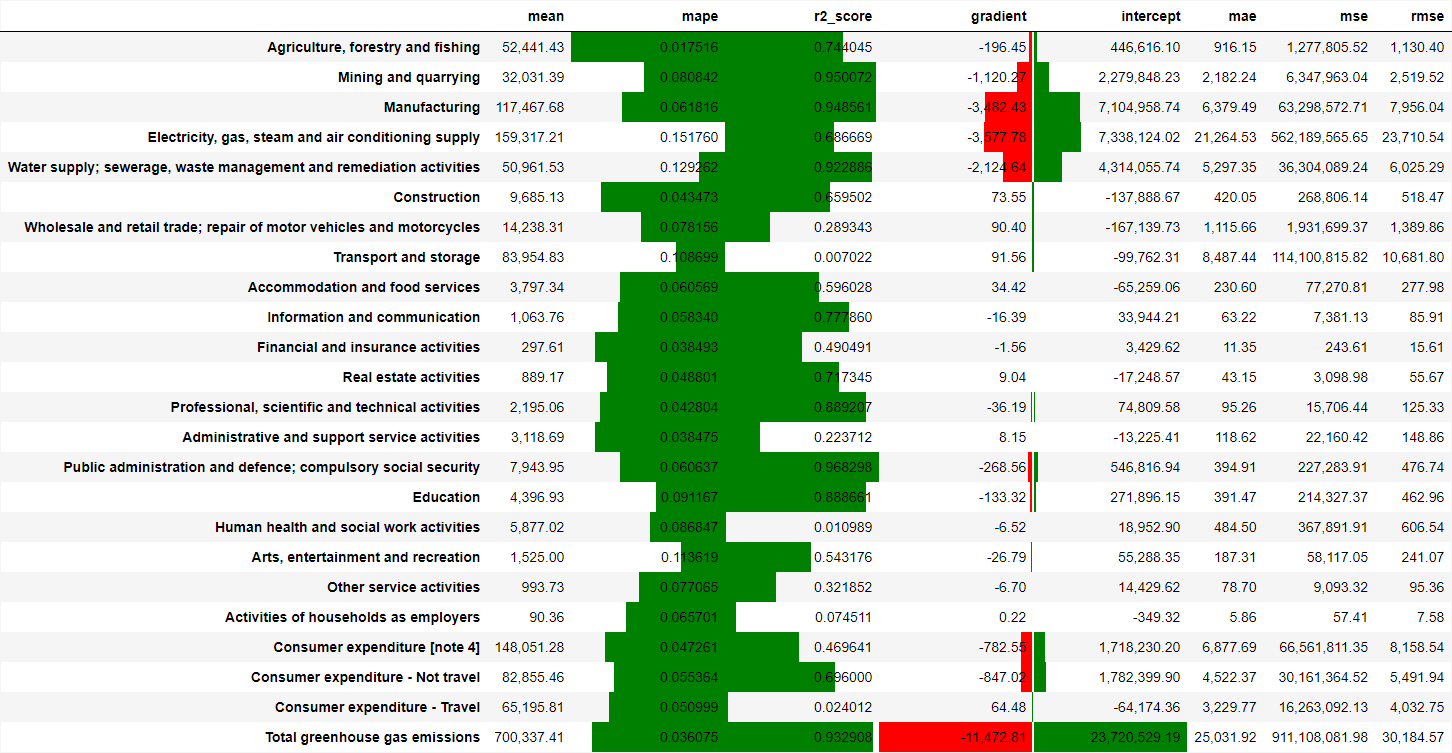 mean mape r2_score gradient intercept mae mse rmse
Agriculture, forestry and fishing 52,441.43 0.017516 0.744045 -196.45 446,616.10 916.15 1,277,805.52 1,130.40
Mining and quarrying 32,031.39 0.080842 0.950072 -1,120.27 2,279,848.23 2,182.24 6,347,963.04 2,519.52
Manufacturing 117,467.68 0.061816 0.948561 -3,482.43 7,104,958.74 6,379.49 63,298,572.71 7,956.04
Electricity, gas, steam and air conditioning supply 159,317.21 0.151760 0.686669 -3,577.78 7,338,124.02 21,264.53 562,189,565.65 23,710.54
Water supply; sewerage, waste management and remediation activities 50,961.53 0.129262 0.922886 -2,124.64 4,314,055.74 5,297.35 36,304,089.24 6,025.29
Construction 9,685.13 0.043473 0.659502 73.55 -137,888.67 420.05 268,806.14 518.47
Wholesale and retail trade; repair of motor vehicles and motorcycles 14,238.31 0.078156 0.289343 90.40 -167,139.73 1,115.66 1,931,699.37 1,389.86
Transport and storage 83,954.83 0.108699 0.007022 91.56 -99,762.31 8,487.44 114,100,815.82 10,681.80
Accommodation and food services 3,797.34 0.060569 0.596028 34.42 -65,259.06 230.60 77,270.81 277.98
Information and communication 1,063.76 0.058340 0.777860 -16.39 33,944.21 63.22 7,381.13 85.91
Financial and insurance activities 297.61 0.038493 0.490491 -1.56 3,429.62 11.35 243.61 15.61
Real estate activities 889.17 0.048801 0.717345 9.04 -17,248.57 43.15 3,098.98 55.67
Professional, scientific and technical activities 2,195.06 0.042804 0.889207 -36.19 74,809.58 95.26 15,706.44 125.33
Administrative and support service activities 3,118.69 0.038475 0.223712 8.15 -13,225.41 118.62 22,160.42 148.86
Public administration and defence; compulsory social security 7,943.95 0.060637 0.968298 -268.56 546,816.94 394.91 227,283.91 476.74
Education 4,396.93 0.091167 0.888661 -133.32 271,896.15 391.47 214,327.37 462.96
Human health and social work activities 5,877.02 0.086847 0.010989 -6.52 18,952.90 484.50 367,891.91 606.54
Arts, entertainment and recreation 1,525.00 0.113619 0.543176 -26.79 55,288.35 187.31 58,117.05 241.07
Other service activities 993.73 0.077065 0.321852 -6.70 14,429.62 78.70 9,093.32 95.36
Activities of households as employers 90.36 0.065701 0.074511 0.22 -349.32 5.86 57.41 7.58
Consumer expenditure [note 4] 148,051.28 0.047261 0.469641 -782.55 1,718,230.20 6,877.69 66,561,811.35 8,158.54
Consumer expenditure - Not travel 82,855.46 0.055364 0.696000 -847.02 1,782,399.90 4,522.37 30,161,364.52 5,491.94
Consumer expenditure - Travel 65,195.81 0.050999 0.024012 64.48 -64,174.36 3,229.77 16,263,092.13 4,032.75
Total greenhouse gas emissions 700,337.41 0.036075 0.932908 -11,472.81 23,720,529.19 25,031.92 911,108,081.98 30,184.57